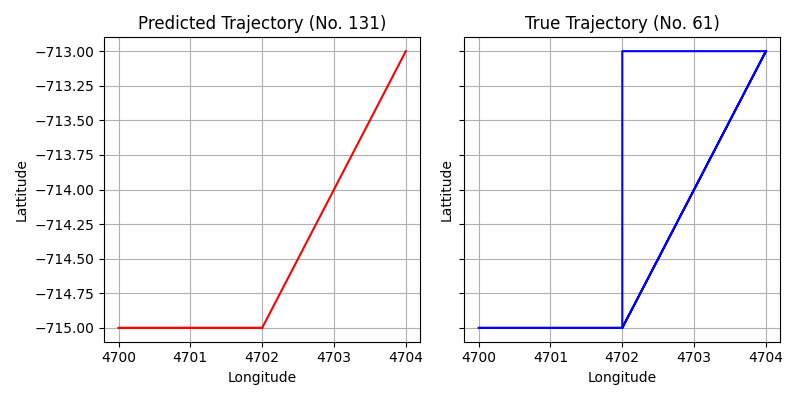 Predicted Trajectory (No. 131)
True Trajectory (No. 61)
−713.00
−713.25
−713.50
−713.75
−714.00
−714.25
−714.50
−714.75
−715.00
Lattitude
Lattitude
4700 4701 4702 4703 4704
4700 4701 4702 4703 4704
Longitude
Longitude